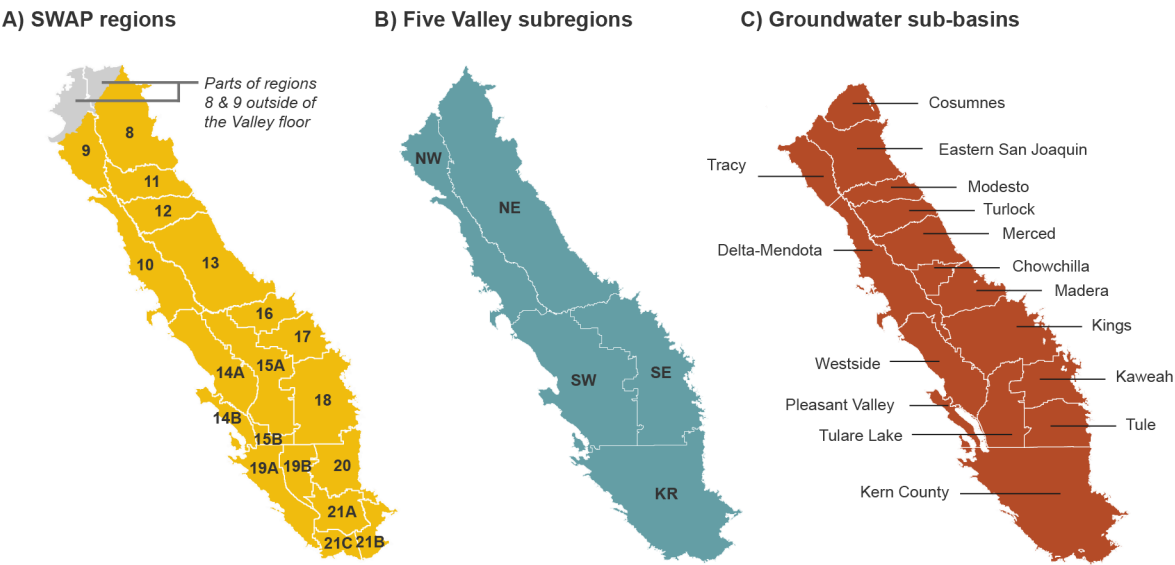 A) SWAP regions
Parts of regions
8 & 9 outside of
the Valley floor
8
9
11
12
10
13
16
17
15A
14A
18
14B
15B
19A
19B
20
21A
21C
21B
B) Five Valley subregions
NW
NE
SW
SE
KR
C) Groundwater sub-basins
Cosumnes
Eastern San Joaquin
Tracy
Modesto
Turlock
Merced
Delta-Mendota
Chowchilla
Madera
Kings
Westside
Kaweah
Pleasant Valley
Tule
Tulare Lake
Kern County